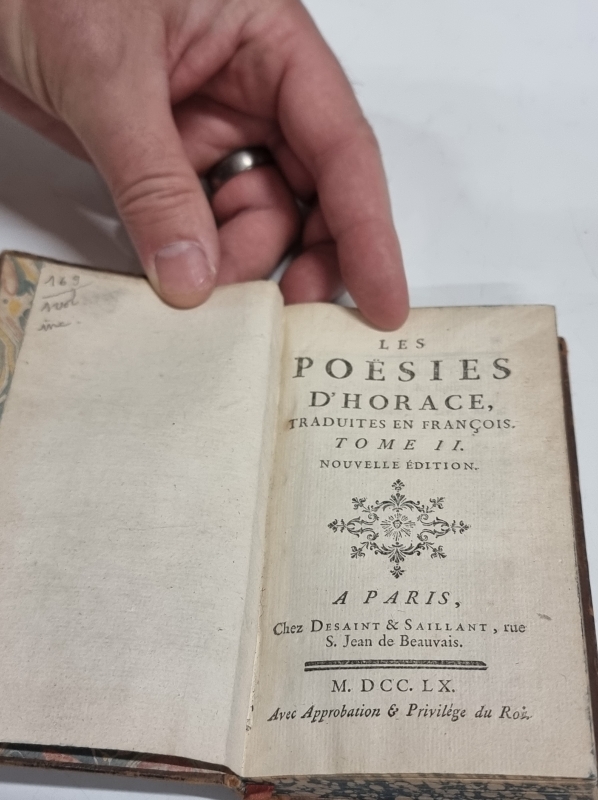 169
LES
POËSIES
D'HORACE,
TRADUITES EN FRANÇOIS.
TOME II.
NOUVELLE ÉDITION.
A PARIS,
Chez DESAINT & SAILLANT, rue
S. Jean de Beauvais.
M. DCC. LX.
Avec Approbation & Privilége du Roi.